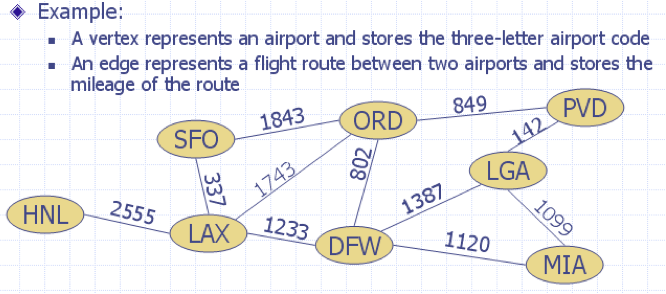 Example:
A vertex represents an airport and stores the three-letter airport code
An edge represents a flight route between two airports and stores the
mileage of the route
849
PVD
1843
ORD
SFO
142
802
LGA
1743
337
1387
1099
HNL
2555
LAX
1233
DFW
1120
MIA